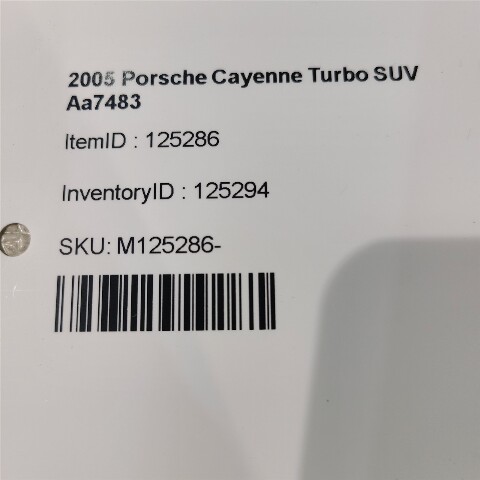 2005 Porsche Cayenne Turbo SUV
Aa7483
ItemID : 125286
InventoryID : 125294
SKU: M125286-